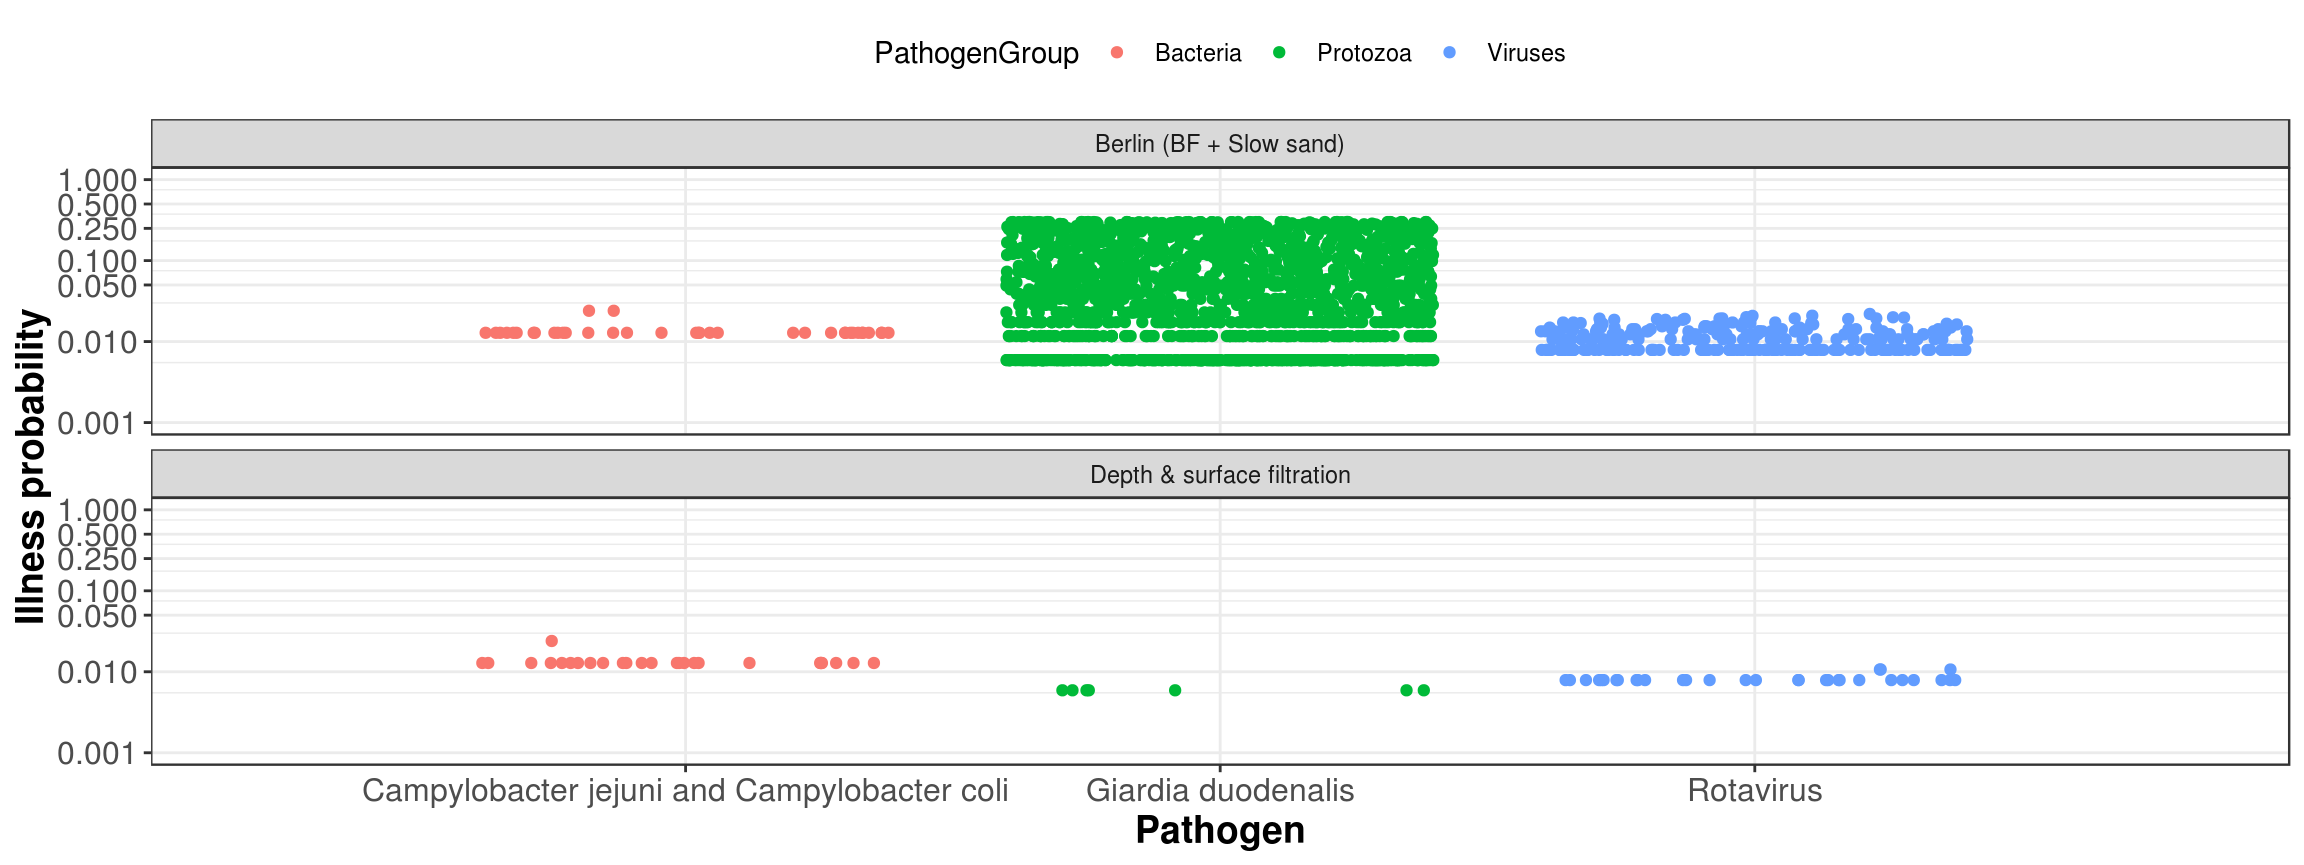 PathogenGroup Bacteria Protozoa Viruses
Berlin (BF + Slow sand)
1.000
0.500
0.250
0.100
0.050
0.010
0.001
Illness probability
Depth & surface filtration
1.000
0.500
0.250
0.100
0.050
0.010
0.001
Campylobacter jejuni and Campylobacter coli Giardia duodenalis Rotavirus
Pathogen